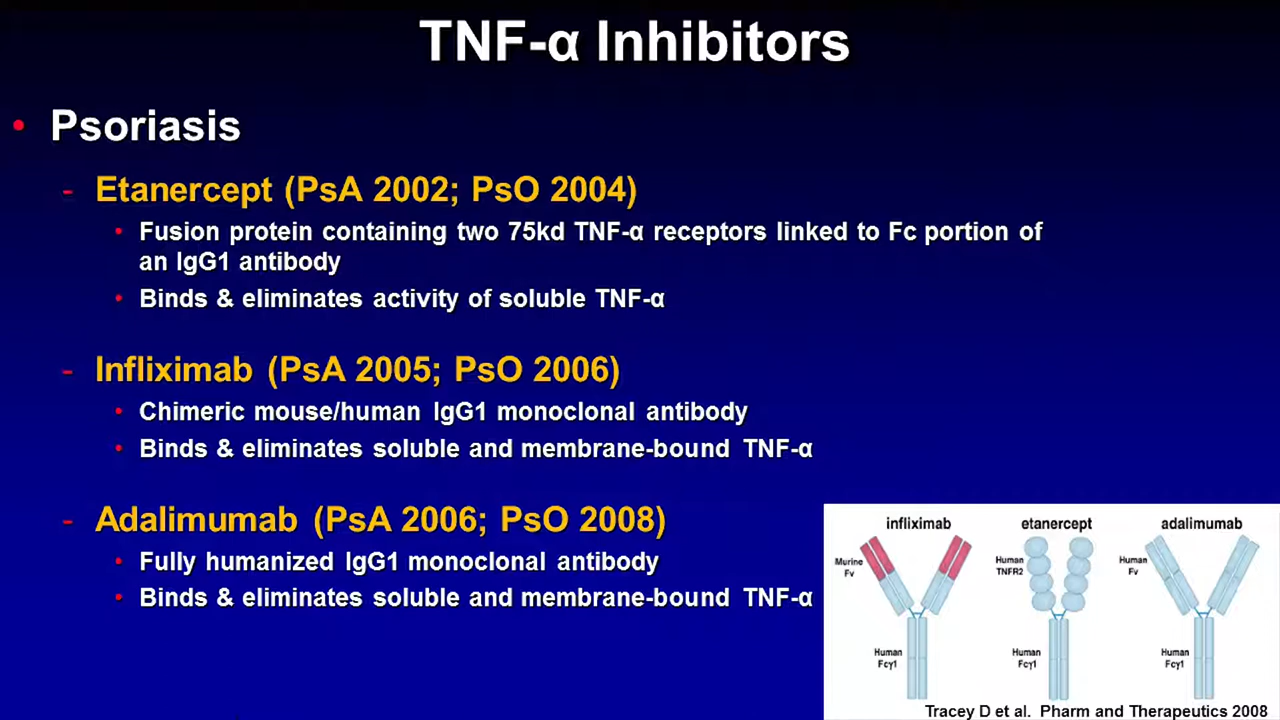 TNF-α Inhibitors
• Psoriasis
- Etanercept (PsA 2002; PsO 2004)
• Fusion protein containing two 75kd TNF-α receptors linked to Fc portion of
an IgG1 antibody
• Binds & eliminates activity of soluble TNF-α
- Infliximab (PsA 2005; PsO 2006)
• Chimeric mouse/human IgG1 monoclonal antibody
• Binds & eliminates soluble and membrane-bound TNF-α
- Adalimumab (PsA 2006; PsO 2008)
• Fully humanized IgG1 monoclonal antibody
• Binds & eliminates soluble and membrane-bound TNF-α
infliximab
Murine
Fv
Human
Fcγ1
etanercept
Human
TNFR2
Human
Fcγ1
adalimumab
Human
Fv
Human
Fcγ1
Tracey D et al. Pharm and Therapeutics 2008